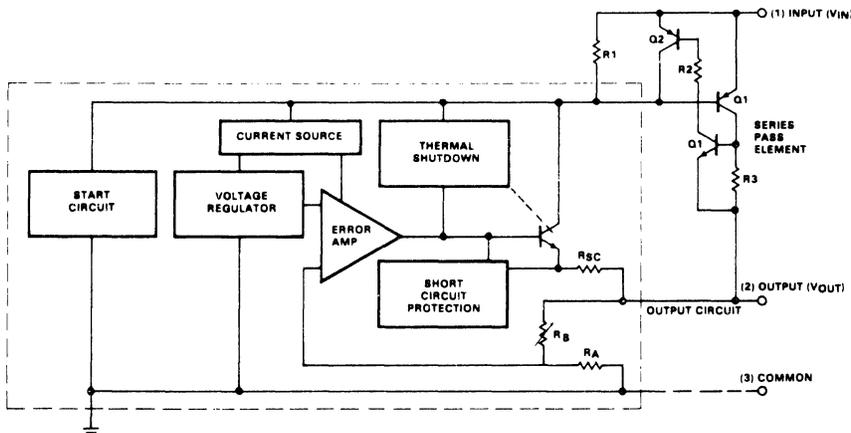 (1) INPUT (VIN)
Q2
R1
R2
Q1
CURRENT SOURCE
THERMAL
SHUTDOWN
SERIES
PASS
ELEMENT
Q1
R3
START
CIRCUIT
VOLTAGE
REGULATOR
ERROR
AMP
RSC
SHORT
CIRCUIT
PROTECTION
(2) OUTPUT (VOUT)
OUTPUT CIRCUIT
RB
RA
(3) COMMON